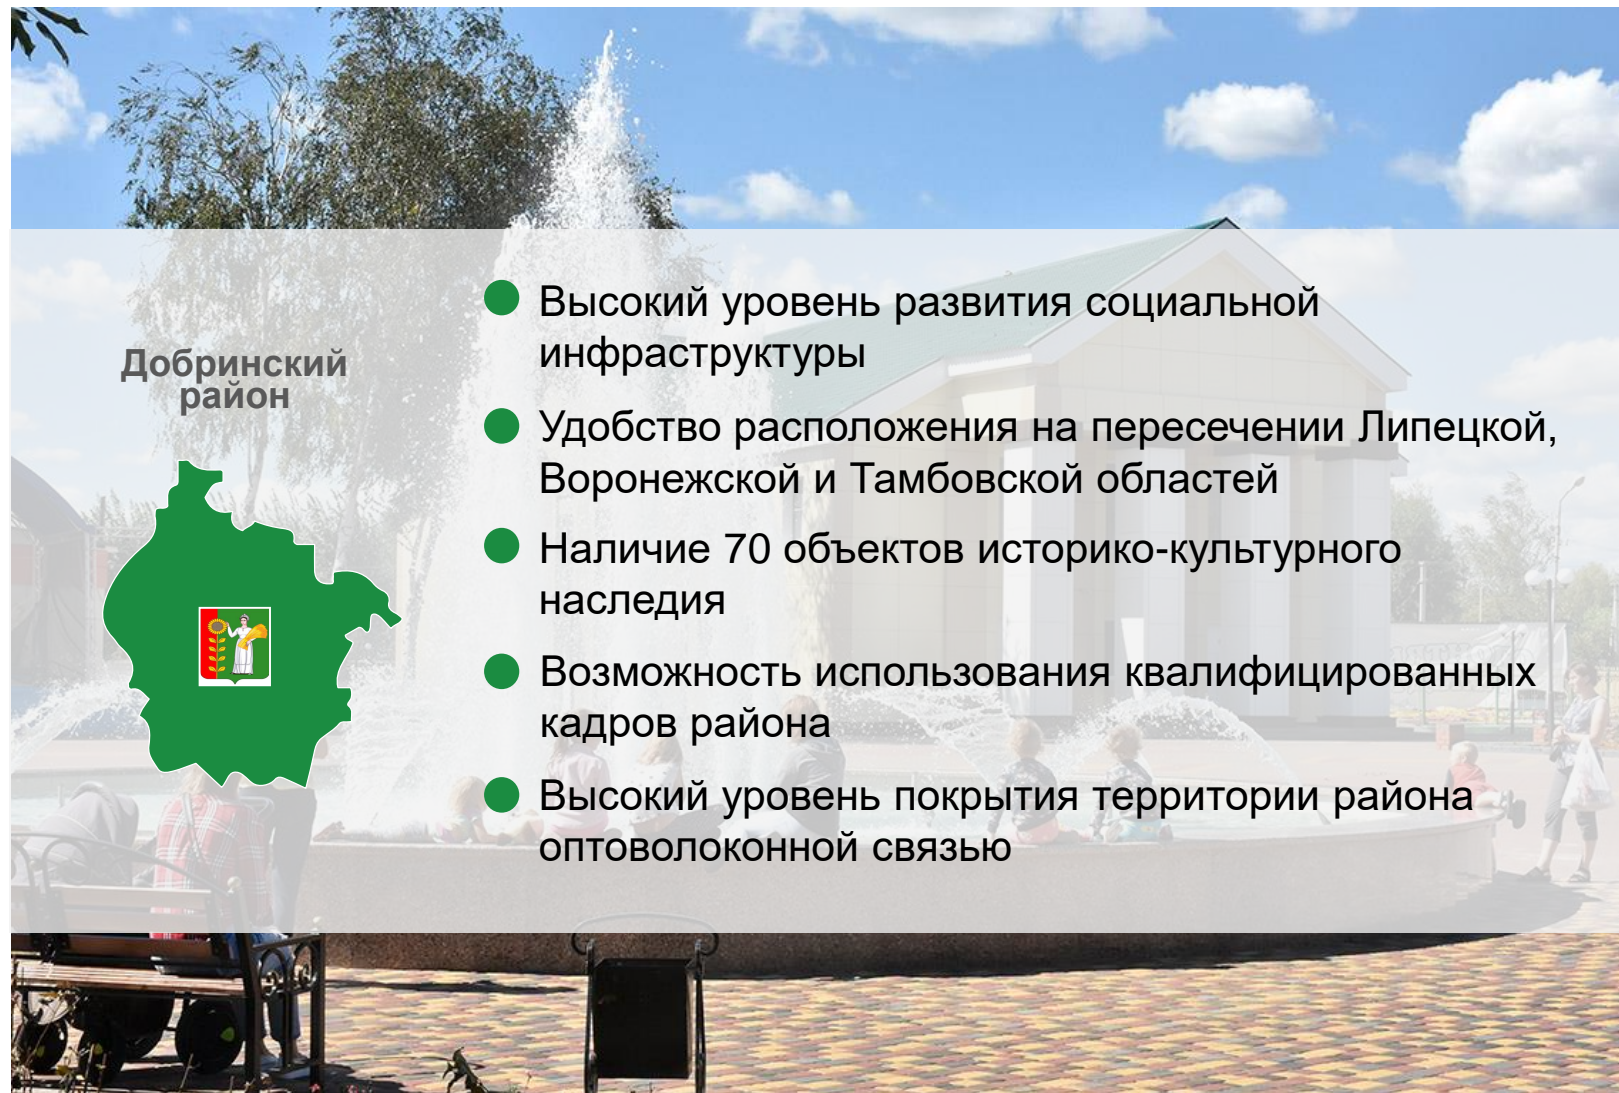 Добринский
район
Высокий уровень развития социальной
инфраструктуры
Удобство расположения на пересечении Липецкой,
Воронежской и Тамбовской областей
Наличие 70 объектов историко-культурного
наследия
Возможность использования квалифицированных
кадров района
Высокий уровень покрытия территории района
оптоволоконной связью